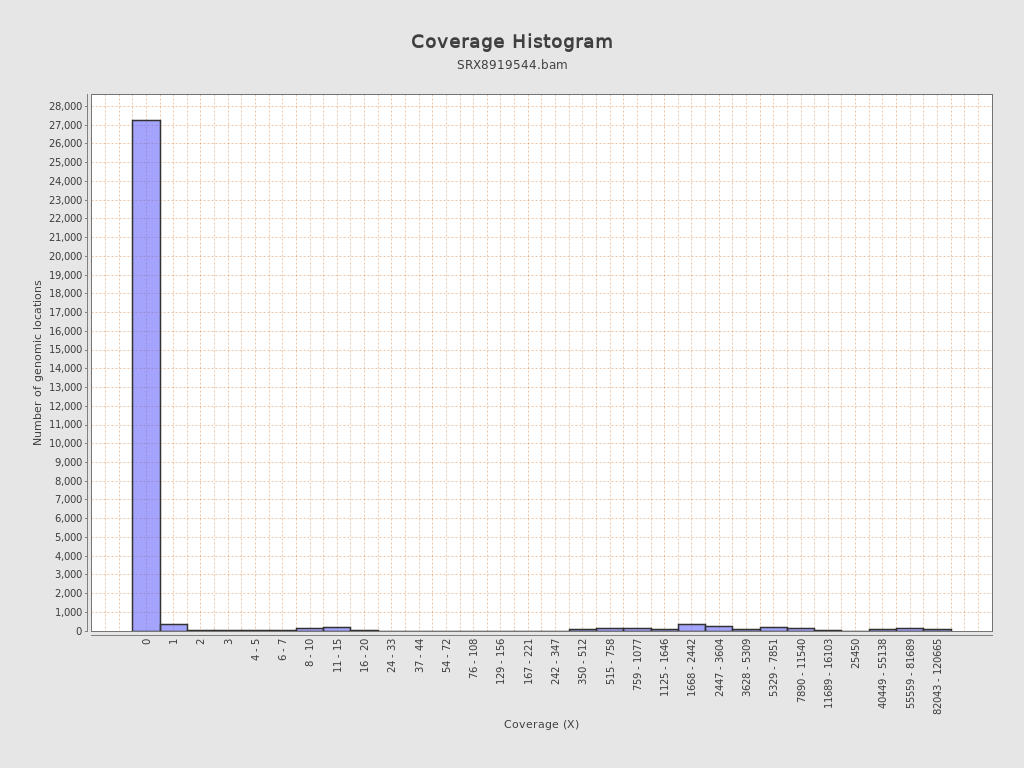 Coverage Histogram
SRX8919544.bam
Number of genomic locations
28,000
27,000
26,000
25,000
24,000
23,000
22,000
21,000
20,000
19,000
18,000
17,000
16,000
15,000
14,000
13,000
12,000
11,000
10,000
9,000
8,000
7,000
6,000
5,000
4,000
3,000
2,000
1,000
0
0
1
2
3
4 - 5
6 - 7
8 - 10
11 - 15
16 - 20
24 - 33
37 - 44
54 - 72
76 - 108
129 - 156
167 - 221
242 - 347
350 - 512
515 - 758
759 - 1077
1125 - 1646
1668 - 2442
2447 - 3604
3628 - 5309
5329 - 7851
7890 - 11540
11689 - 16103
25450
40449 - 55138
55559 - 81689
82043 - 120665
Coverage (X)